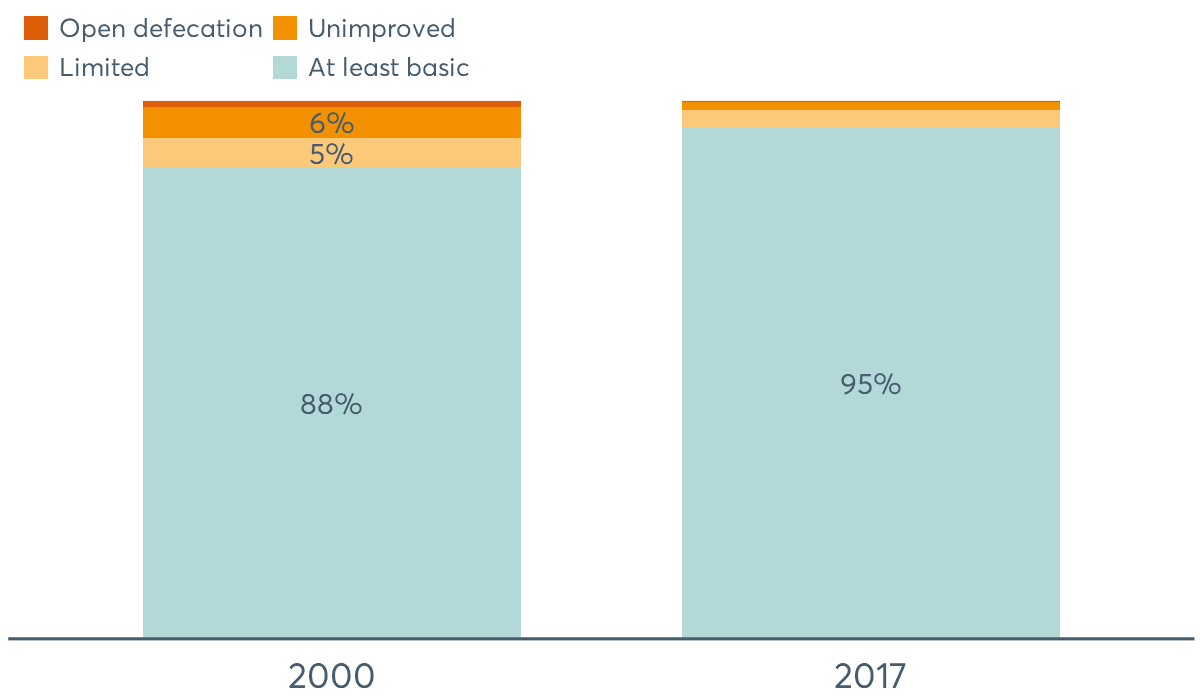 Open defecation Unimproved
Limited At least basic
6%
5%
88%
95%
2000 2017